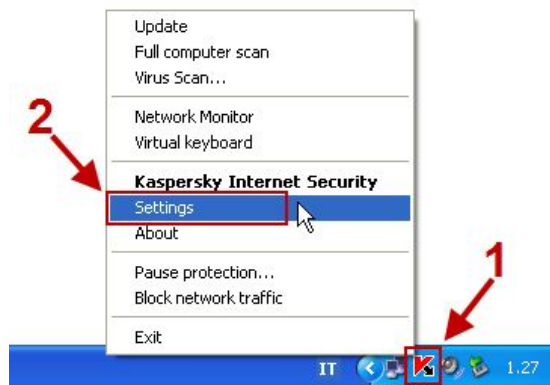 Update
Full computer scan
Virus Scan...
Network Monitor
Virtual keyboard
2
Kaspersky Internet Security
Settings
About
Pause protection...
Block network traffic
1
Exit
IT 1.27